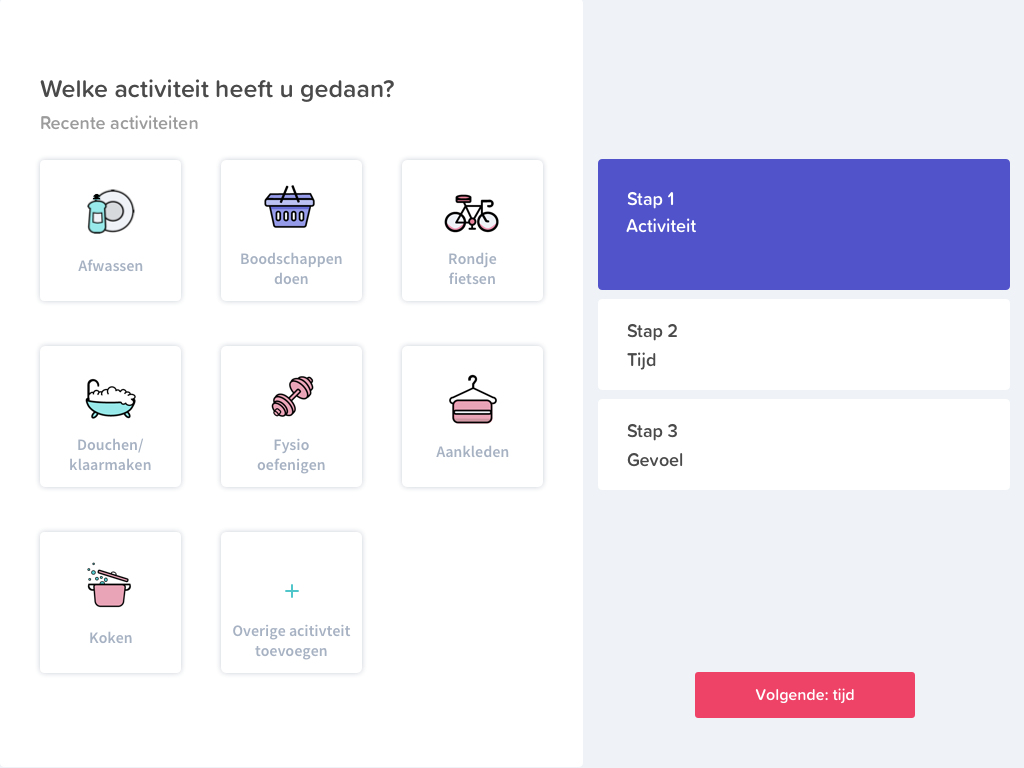 Welke activiteit heeft u gedaan?
Recente activiteiten
Afwassen
Boodschappen
doen
Rondje
fietsen
Douchen/
klaarmaken
Fysio
oefenigen
Aankleden
Koken
+
Overige acitivteit
toevoegen
Stap 1
Activiteit
Stap 2
Tijd
Stap 3
Gevoel
Volgende: tijd